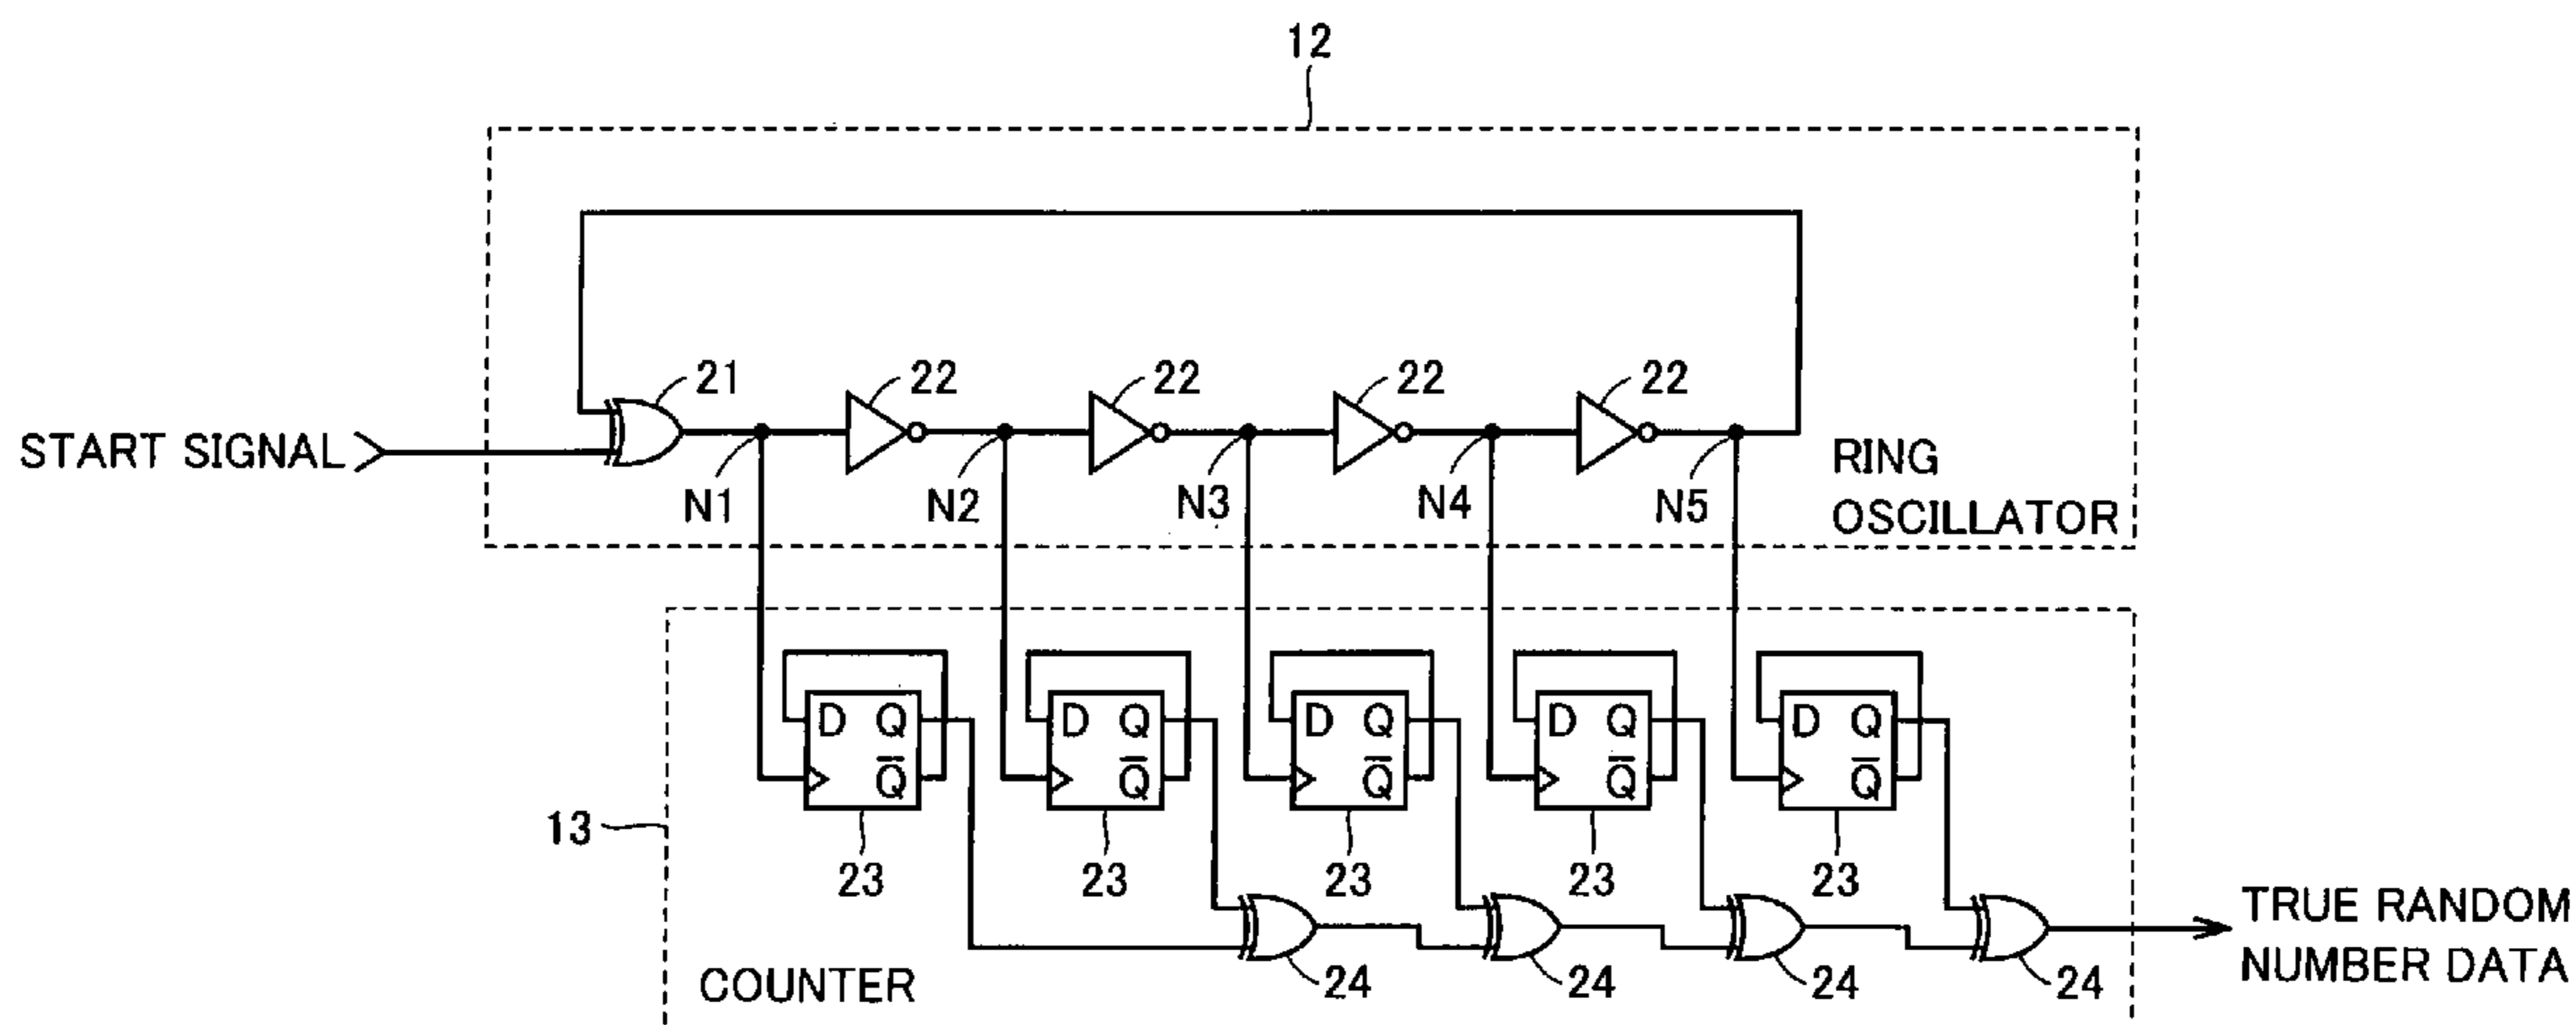 12
21
22
22
22
22
START SIGNAL
N1
N2
N3
N4
N5
RING
OSCILLATOR
D Q
Q̅
D Q
Q̅
D Q
Q̅
D Q
Q̅
D Q
Q̅
13
23
23
23
23
23
24
24
24
24
COUNTER
TRUE RANDOM
NUMBER DATA